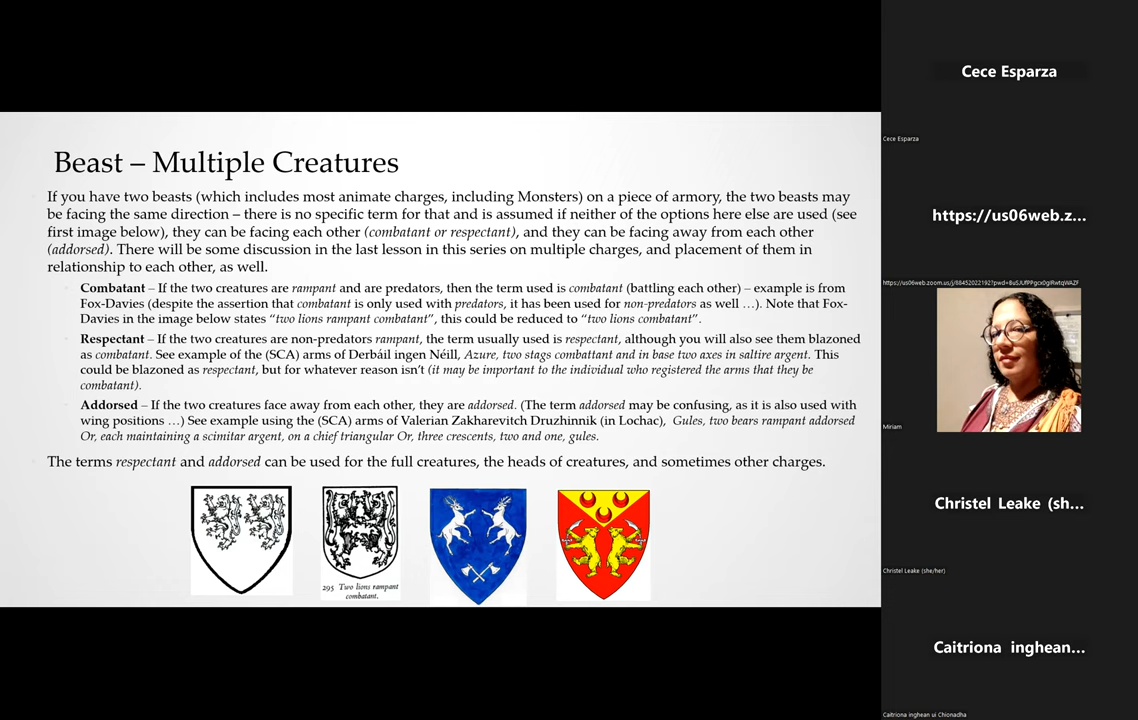 Beast – Multiple Creatures
If you have two beasts (which includes most animate charges, including Monsters) on a piece of armory, the two beasts may
be facing the same direction – there is no specific term for that and is assumed if neither of the options here else are used (see
first image below), they can be facing each other (combatant or respectant), and they can be facing away from each other
(addorsed). There will be some discussion in the last lesson in this series on multiple charges, and placement of them in
relationship to each other, as well.
Combatant – If the two creatures are rampant and are predators, then the term used is combatant (battling each other) – example is from
Fox-Davies (despite the assertion that combatant is only used with predators, it has been used for non-predators as well …). Note that Fox-
Davies in the image below states “two lions rampant combatant”, this could be reduced to “two lions combatant”.
Respectant – If the two creatures are non-predators rampant, the term usually used is respectant, although you will also see them blazoned
as combatant. See example of the (SCA) arms of Derbáil ingen Néill, Azure, two stags combattant and in base two axes in saltire argent. This
could be blazoned as respectant, but for whatever reason isn’t (it may be important to the individual who registered the arms that they be
combatant).
Addorsed – If the two creatures face away from each other, they are addorsed. (The term addorsed may be confusing, as it is also used with
wing positions …) See example using the (SCA) arms of Valerian Zakharevitch Druzhinnik (in Lochac), Gules, two bears rampant addorsed
Or, each maintaining a scimitar argent, on a chief triangular Or, three crescents, two and one, gules.
The terms respectant and addorsed can be used for the full creatures, the heads of creatures, and sometimes other charges.
295 Two lions rampant
combatant.
Cece Esparza
Cece Esparza
https://us06web.z...
Miriam
Christel Leake (sh...
Christel Leake (she/her)
Caitriona inghean...
Caitriona inghean ui Chionadha